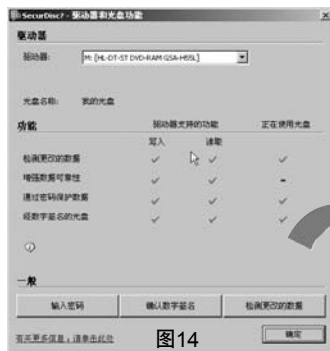 SecurDisc? - 驱动器和光盘功能
驱动器
驱动器: M: [HL-DT-ST DVD-RAM GSA-H55L]
光盘名称: 我的光盘
功能 驱动器支持的功能 正在使用光盘
写入 读取
检测更改的数据
增强数据可靠性
通过密码保护数据
经数字签名的光盘
一般
输入密码 确认数字签名 检测更改的数据
有关更多信息，请单击此处 图14 确定